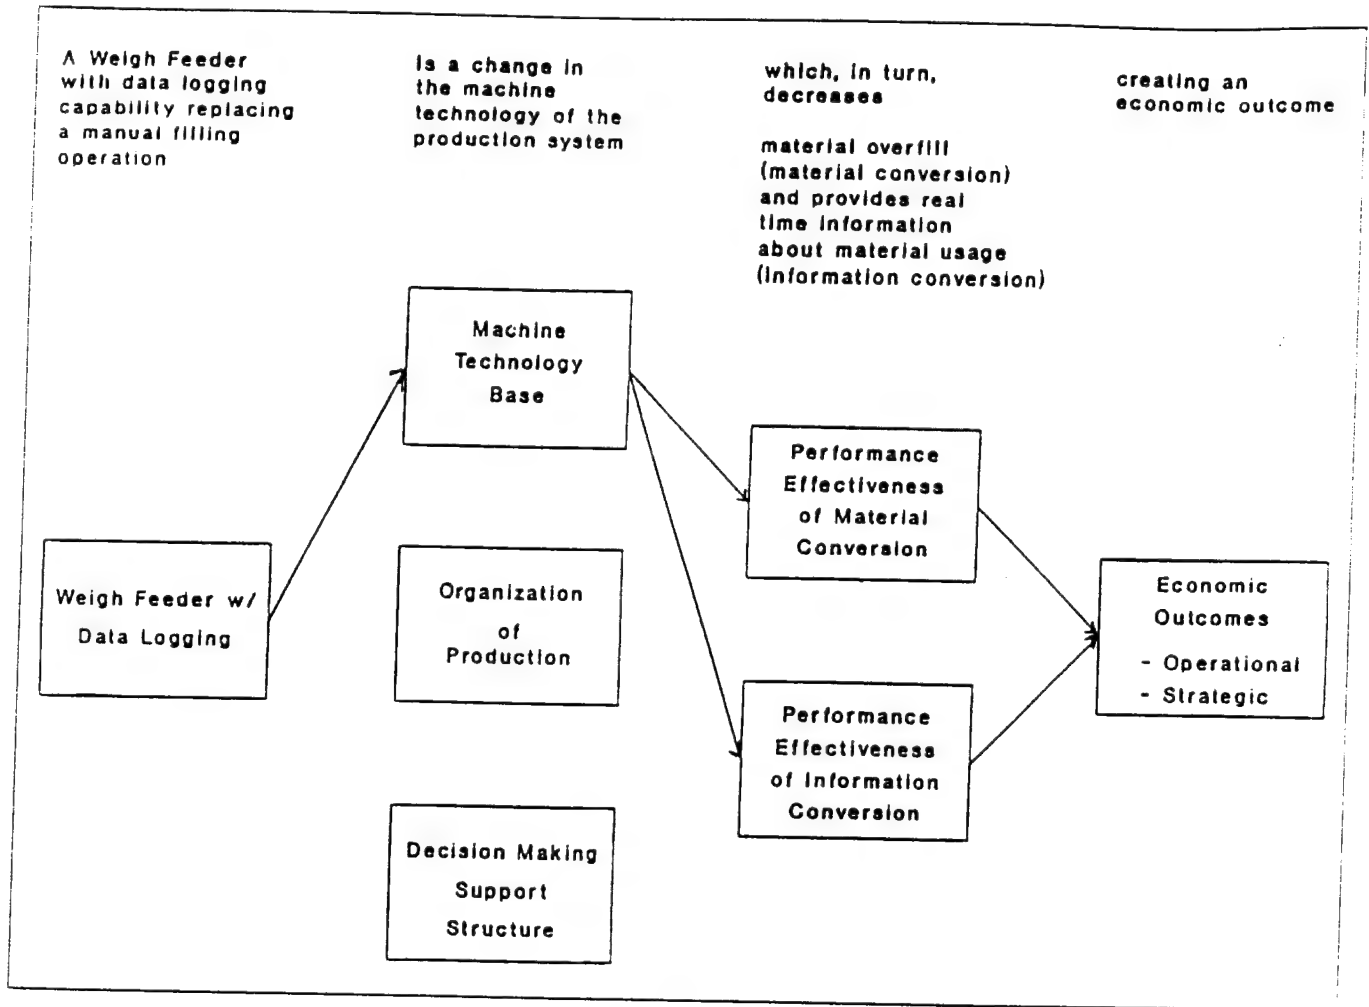 A Weigh Feeder
with data logging
capability replacing
a manual filling
operation
is a change in
the machine
technology of the
production system
which, in turn,
decreases
material overfill
(material conversion)
and provides real
time information
about material usage
(information conversion)
creating an
economic outcome
Machine
Technology
Base
Performance
Effectiveness
of Material
Conversion
Weigh Feeder w/
Data Logging
Organization
of
Production
Economic
Outcomes
- Operational
- Strategic
Performance
Effectiveness
of Information
Conversion
Decision Making
Support
Structure